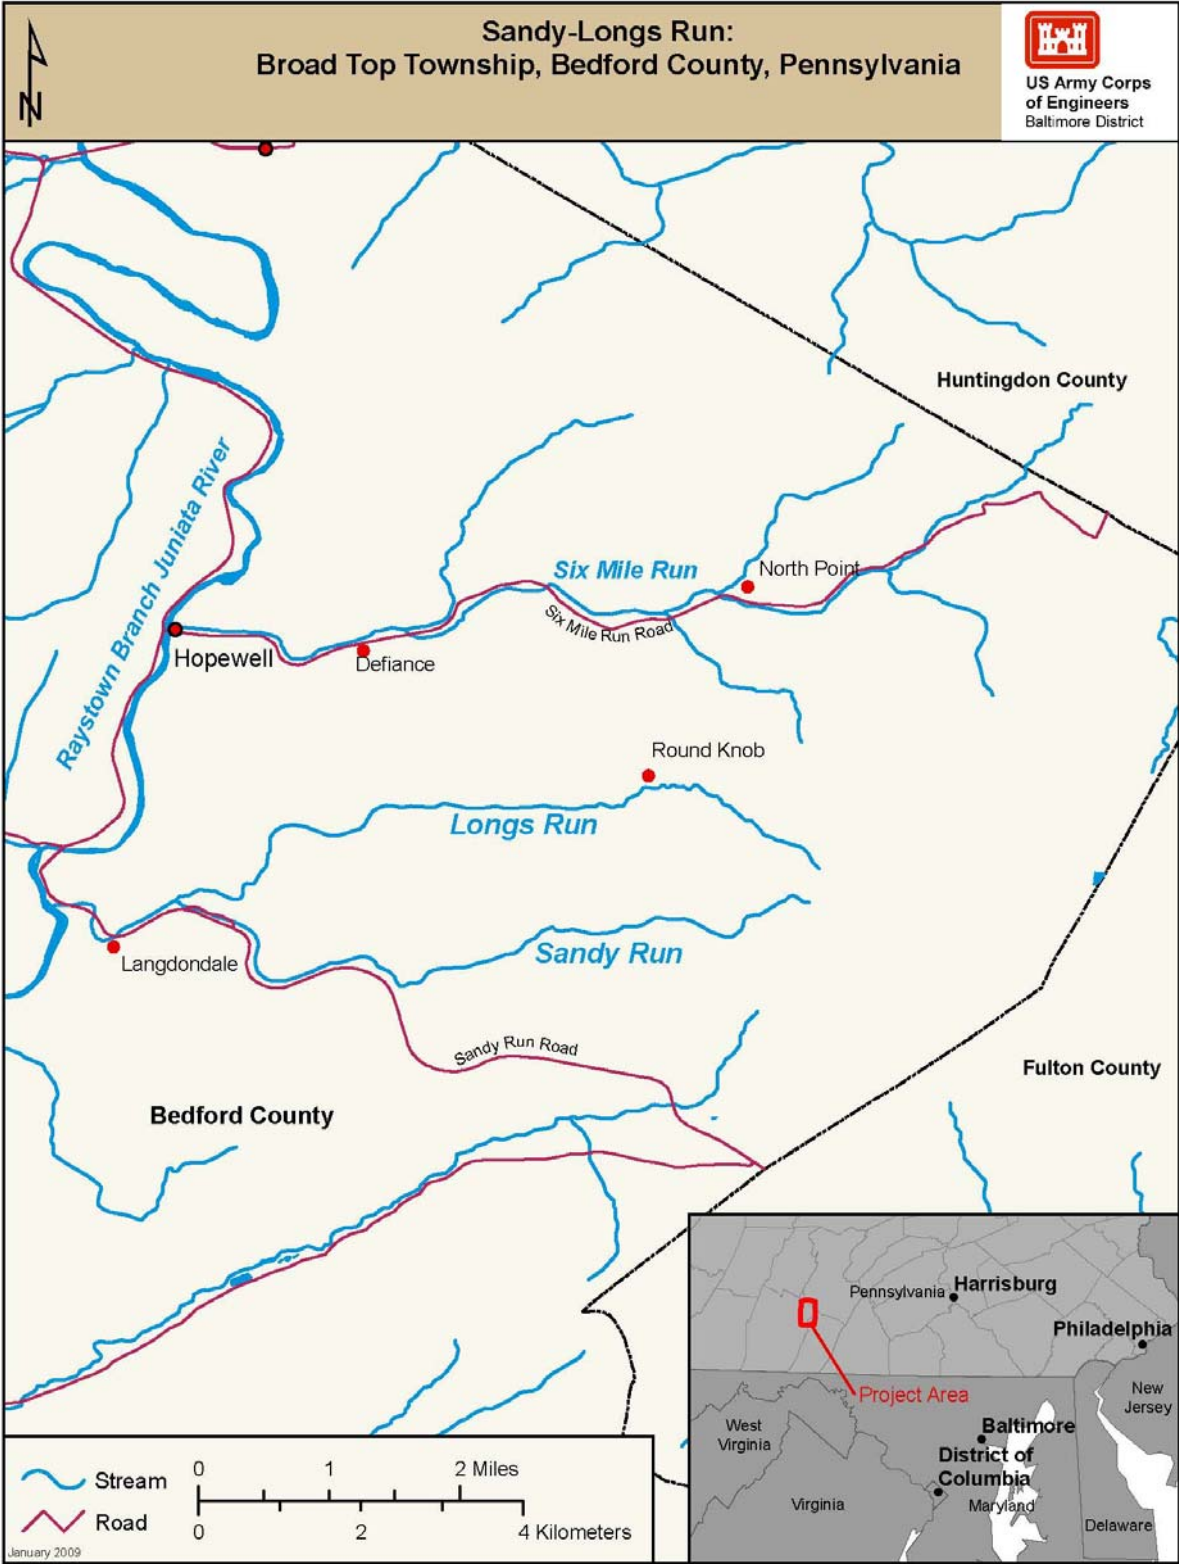 Sandy-Longs Run:
Broad Top Township, Bedford County, Pennsylvania
N
US Army Corps
of Engineers
Baltimore District
Huntingdon County
Raystown Branch Juniata River
Six Mile Run
North Point
Six Mile Run Road
Hopewell
Defiance
Round Knob
Longs Run
Sandy Run
Langdondale
Sandy Run Road
Fulton County
Bedford County
Pennsylvania
Harrisburg
Philadelphia
Project Area
New
Jersey
West
Virginia
Baltimore
District of
Columbia
Virginia
Maryland
Delaware
Stream
Road
0 1 2 Miles
0 2 4 Kilometers
January 2009